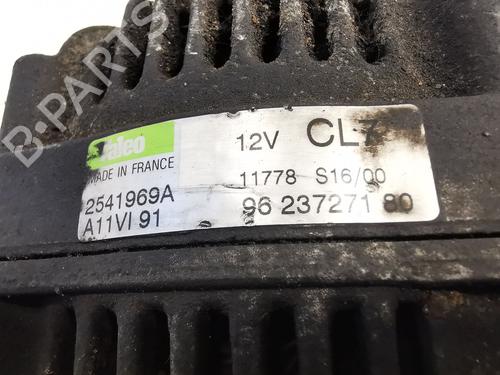 Valeo
12V CL7
MADE IN FRANCE
11778 S16/00
2541969A
96 237271 80
A11VI 91
B-PARTS